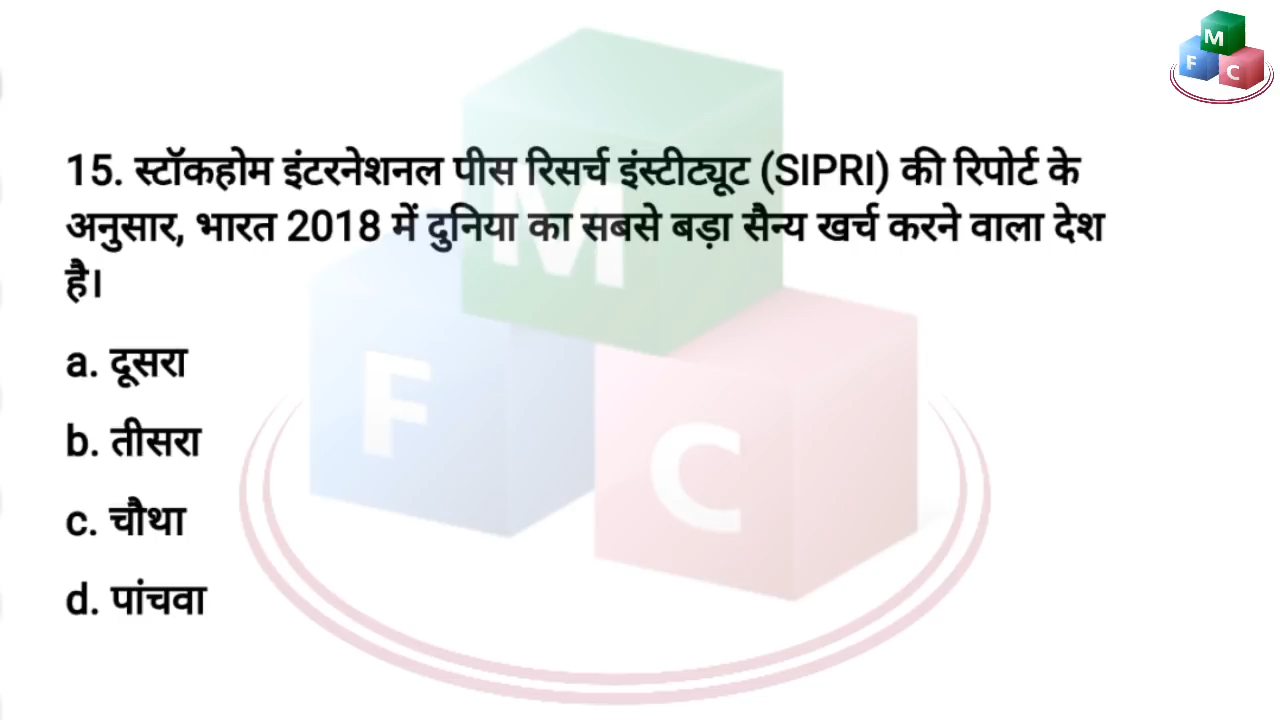 M
F C
15. स्टॉकहोम इंटरनेशनल पीस रिसर्च इंस्टीट्यूट (SIPRI) की रिपोर्ट के
अनुसार, भारत 2018 में दुनिया का सबसे बड़ा सैन्य खर्च करने वाला देश
है।
a. दूसरा
b. तीसरा
c. चौथा
d. पांचवा
M
F C